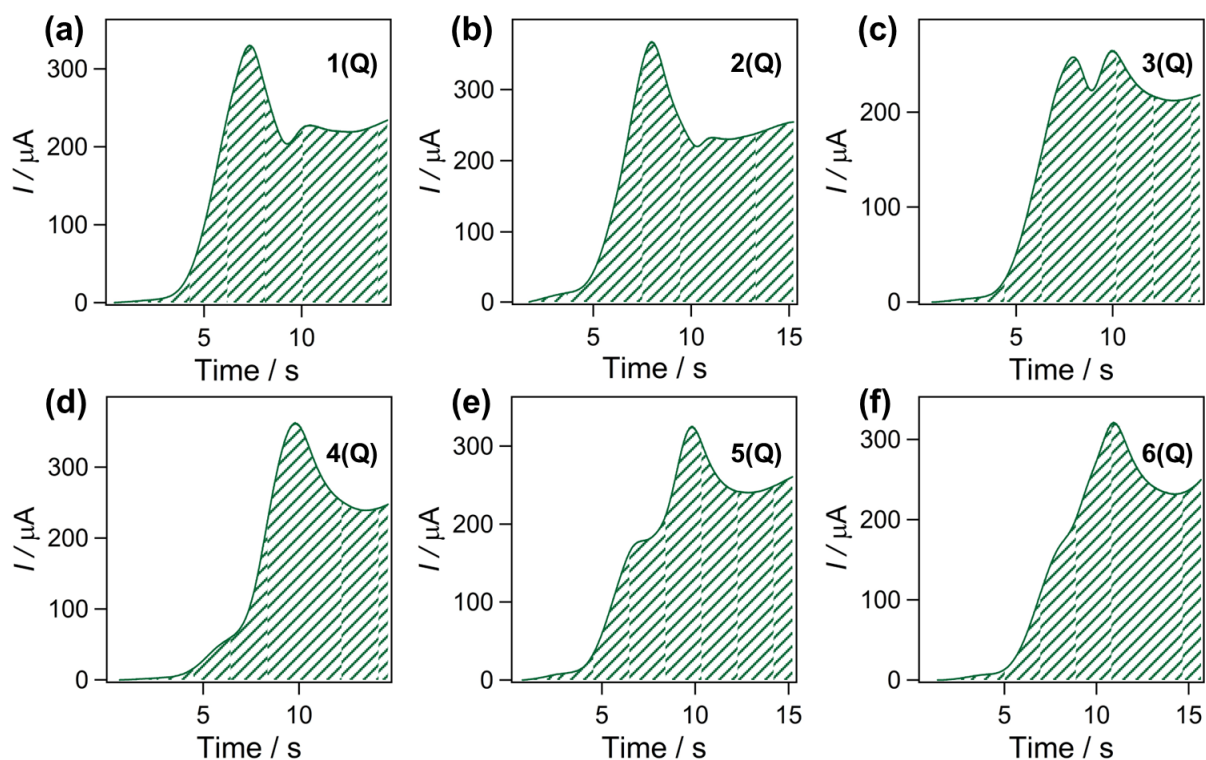 (a)
1(Q)
300
200
100
0
I / μA
5
10
Time / s
(b)
2(Q)
300
200
100
0
I / μA
5
10
15
Time / s
(c)
3(Q)
200
100
0
I / μA
5
10
Time / s
(d)
4(Q)
300
200
100
0
I / μA
5
10
Time / s
(e)
5(Q)
300
200
100
0
I / μA
5
10
15
Time / s
(f)
6(Q)
300
200
100
0
I / μA
5
10
15
Time / s